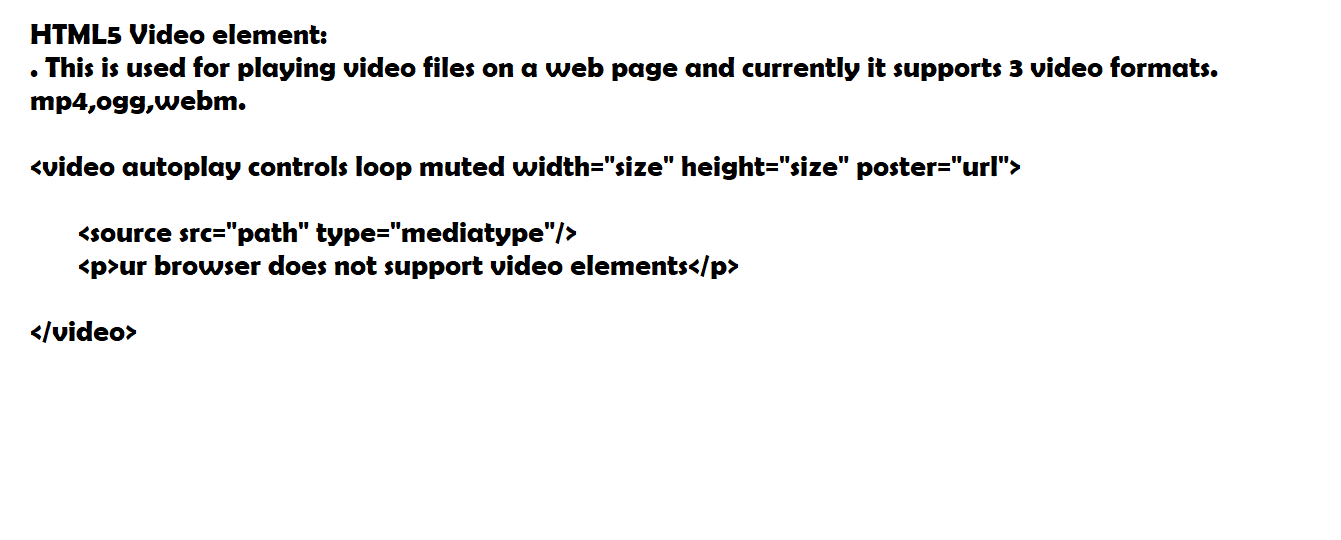 HTML5 Video element:
. This is used for playing video files on a web page and currently it supports 3 video formats.
mp4,ogg,webm.
<video autoplay controls loop muted width="size" height="size" poster="url">
<source src="path" type="mediatype"/>
<p>ur browser does not support video elements</p>
</video>